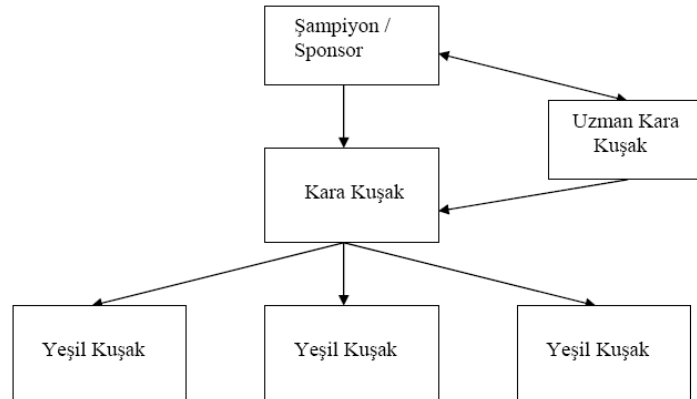 Şampiyon /
Sponsor
Uzman Kara
Kuşak
Kara Kuşak
Yeşil Kuşak
Yeşil Kuşak
Yeşil Kuşak